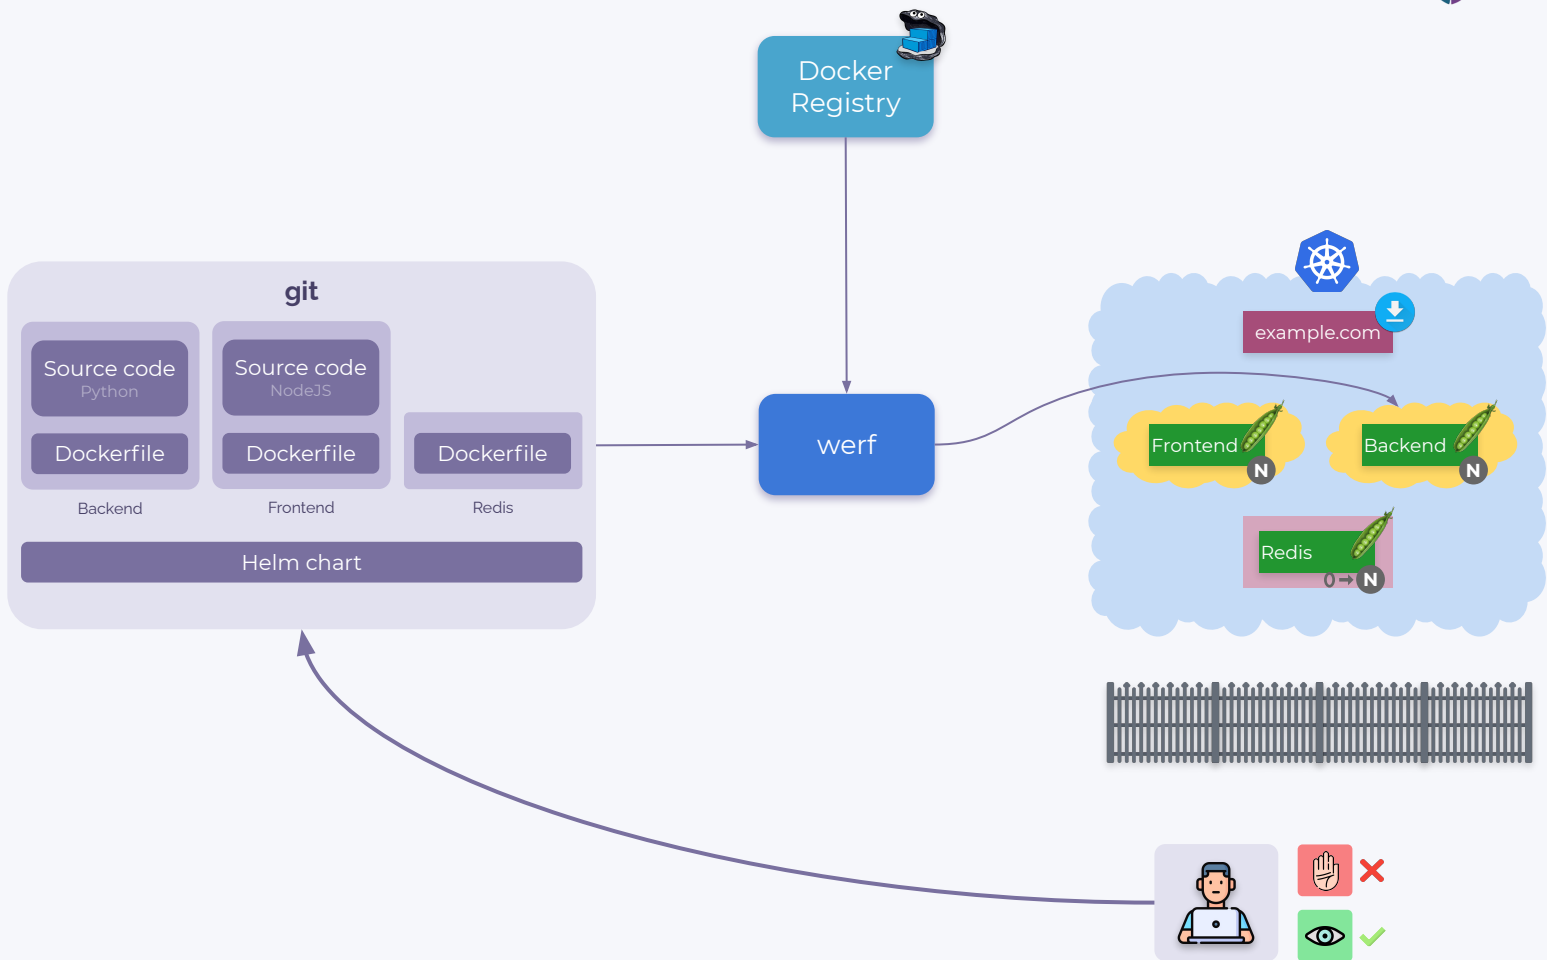 Docker
Registry
git
Source code
Python
Dockerfile
Backend
Source code
NodeJS
Dockerfile
Frontend
Dockerfile
Redis
Helm chart
werf
example.com
Frontend
N
Backend
N
Redis
0
N